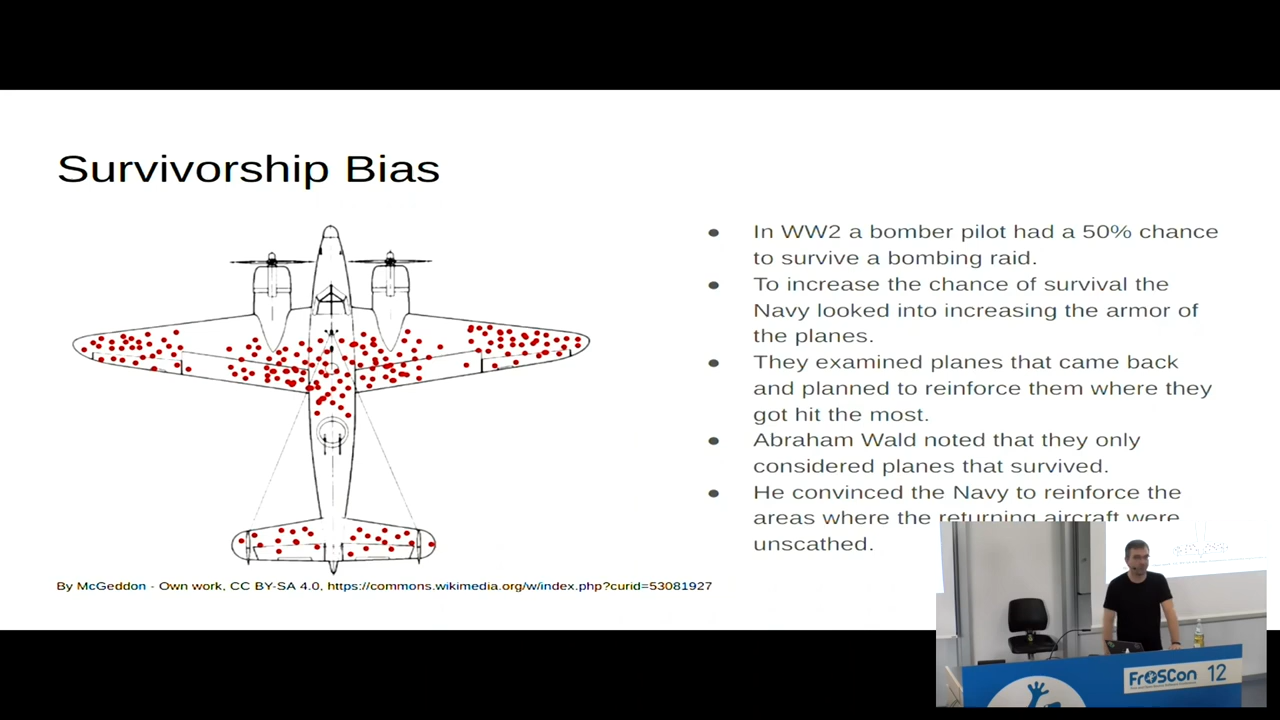 Survivorship Bias
● In WW2 a bomber pilot had a 50% chance
to survive a bombing raid.
● To increase the chance of survival the
Navy looked into increasing the armor of
the planes.
● They examined planes that came back
and planned to reinforce them where they
got hit the most.
● Abraham Wald noted that they only
considered planes that survived.
● He convinced the Navy to reinforce the
areas where the returning aircraft were
unscathed.
By McGeddon - Own work, CC BY-SA 4.0, https://commons.wikimedia.org/w/index.php?curid=53081927
FrOSCon 12